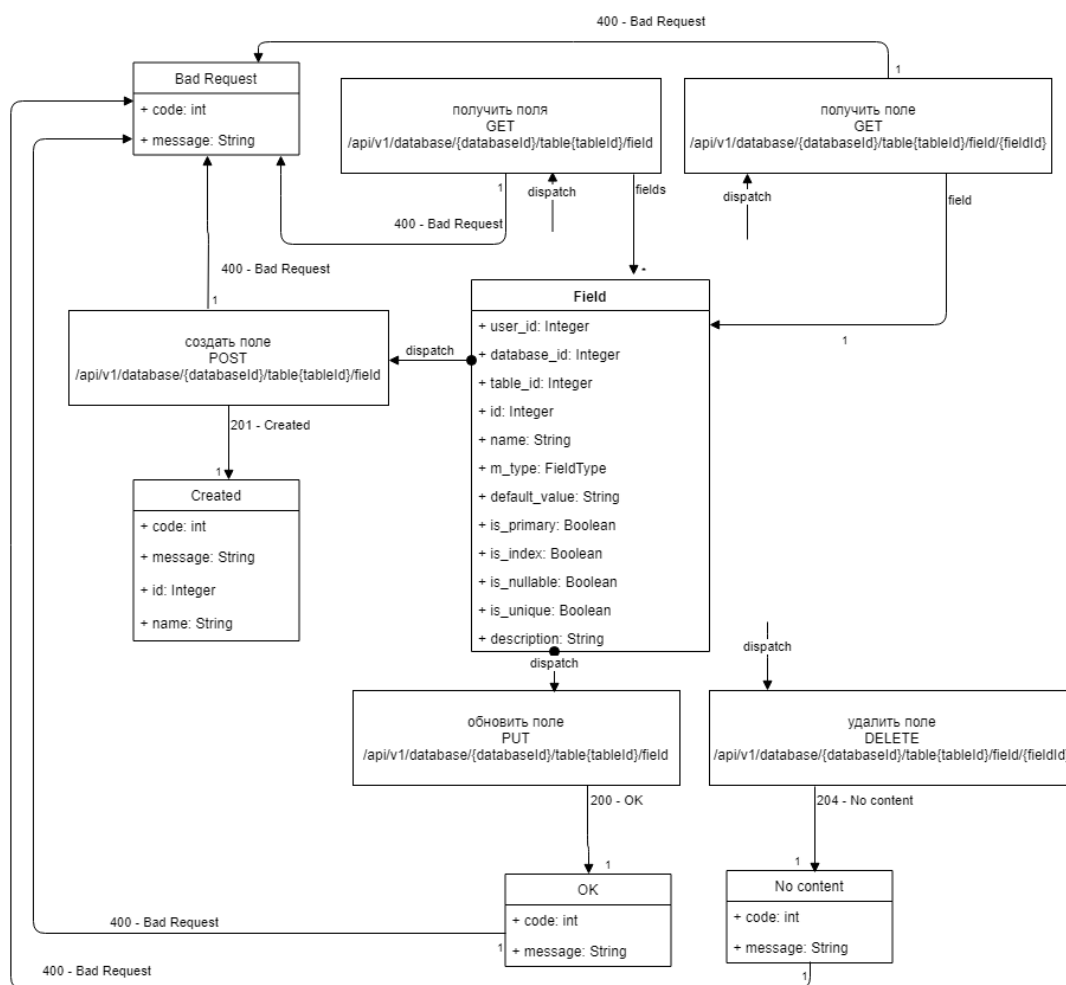 400 - Bad Request
1
Bad Request
+ code: int
+ message: String
получить поля
GET
/api/v1/database/{databaseId}/table{tableId}/field
получить поле
GET
/api/v1/database/{databaseId}/table{tableId}/field/{fieldId}
1
dispatch
fields
dispatch
field
400 - Bad Request
400 - Bad Request
1
*
Field
+ user_id: Integer
+ database_id: Integer
+ table_id: Integer
+ id: Integer
+ name: String
+ m_type: FieldType
+ default_value: String
+ is_primary: Boolean
+ is_index: Boolean
+ is_nullable: Boolean
+ is_unique: Boolean
+ description: String
1
создать поле
POST
/api/v1/database/{databaseId}/table{tableId}/field
dispatch
201 - Created
1
Created
+ code: int
+ message: String
+ id: Integer
+ name: String
dispatch
dispatch
обновить поле
PUT
/api/v1/database/{databaseId}/table{tableId}/field
удалить поле
DELETE
/api/v1/database/{databaseId}/table{tableId}/field/{fieldId}
200 - OK
204 - No content
1
1
OK
+ code: int
+ message: String
No content
+ code: int
+ message: String
400 - Bad Request
1
400 - Bad Request
1